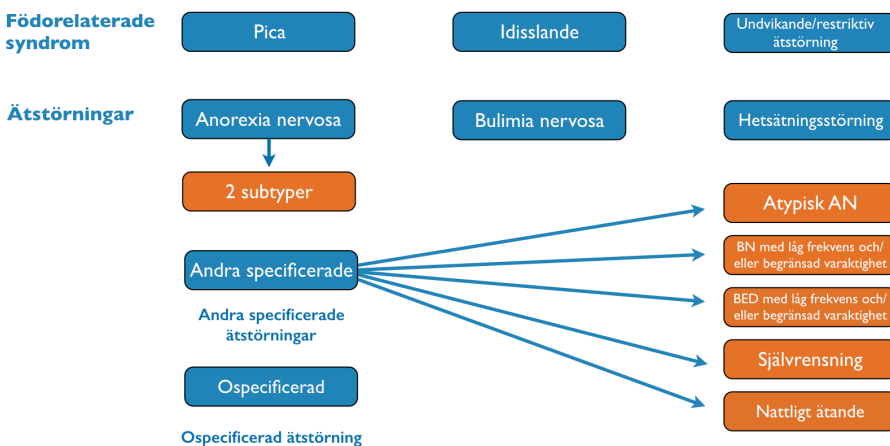 Födorelaterade
syndrom
Pica
Idisslande
Undvikande/restriktiv
ätstörning
Ätstörningar
Anorexia nervosa
Bulimia nervosa
Hetsätningsstörning
2 subtyper
Atypisk AN
BN med låg frekvens och/
eller begränsad varaktighet
Andra specificerade
BED med låg frekvens och/
eller begränsad varaktighet
Andra specificerade
ätstörningar
Självrensning
Ospecificerad
Nattligt ätande
Ospecificerad ätstörning